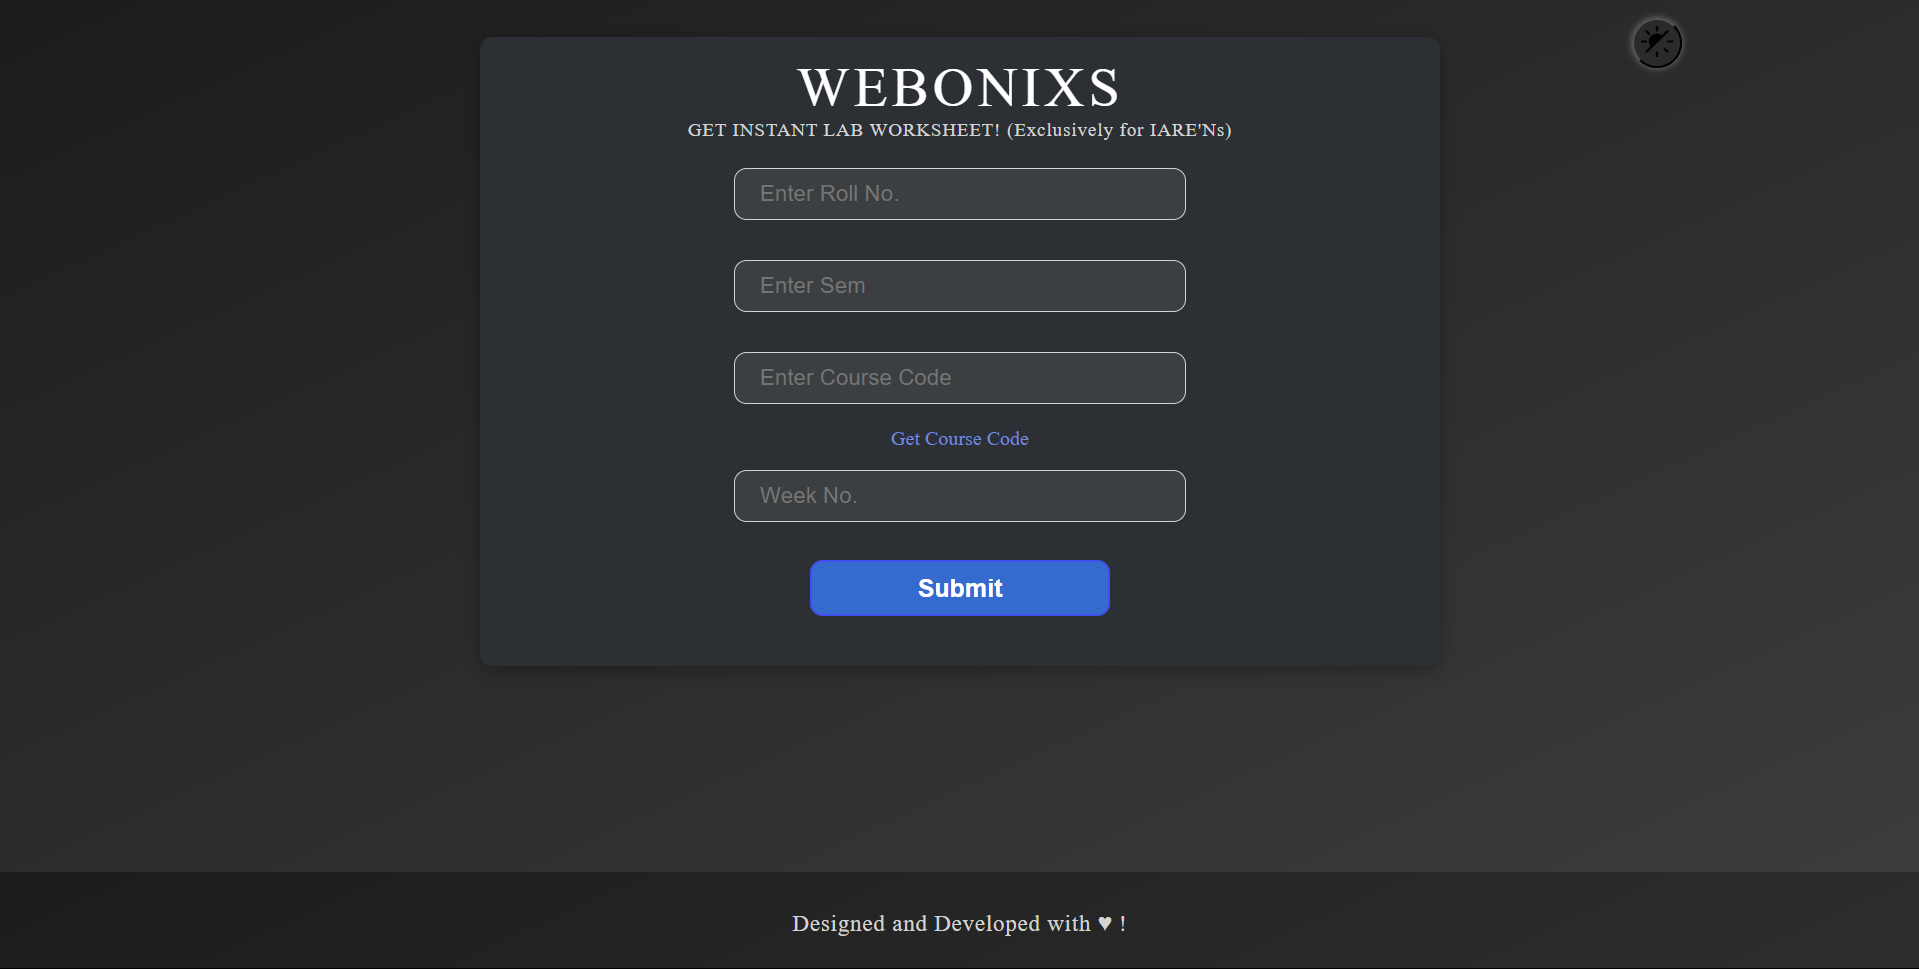 WEBONIXS
GET INSTANT LAB WORKSHEET! (Exclusively for IARE'Ns)
Enter Roll No.
Enter Sem
Enter Course Code
Get Course Code
Week No.
Submit
Designed and Developed with ♥ !